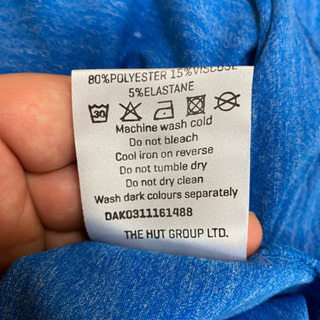 80%POLYESTER 15%VISCOSE
5%ELASTANE
30
Machine wash cold
Do not bleach
Cool iron on reverse
Do not tumble dry
Do not dry clean
Wash dark colours separately
DAK0311161488
THE HUT GROUP LTD.